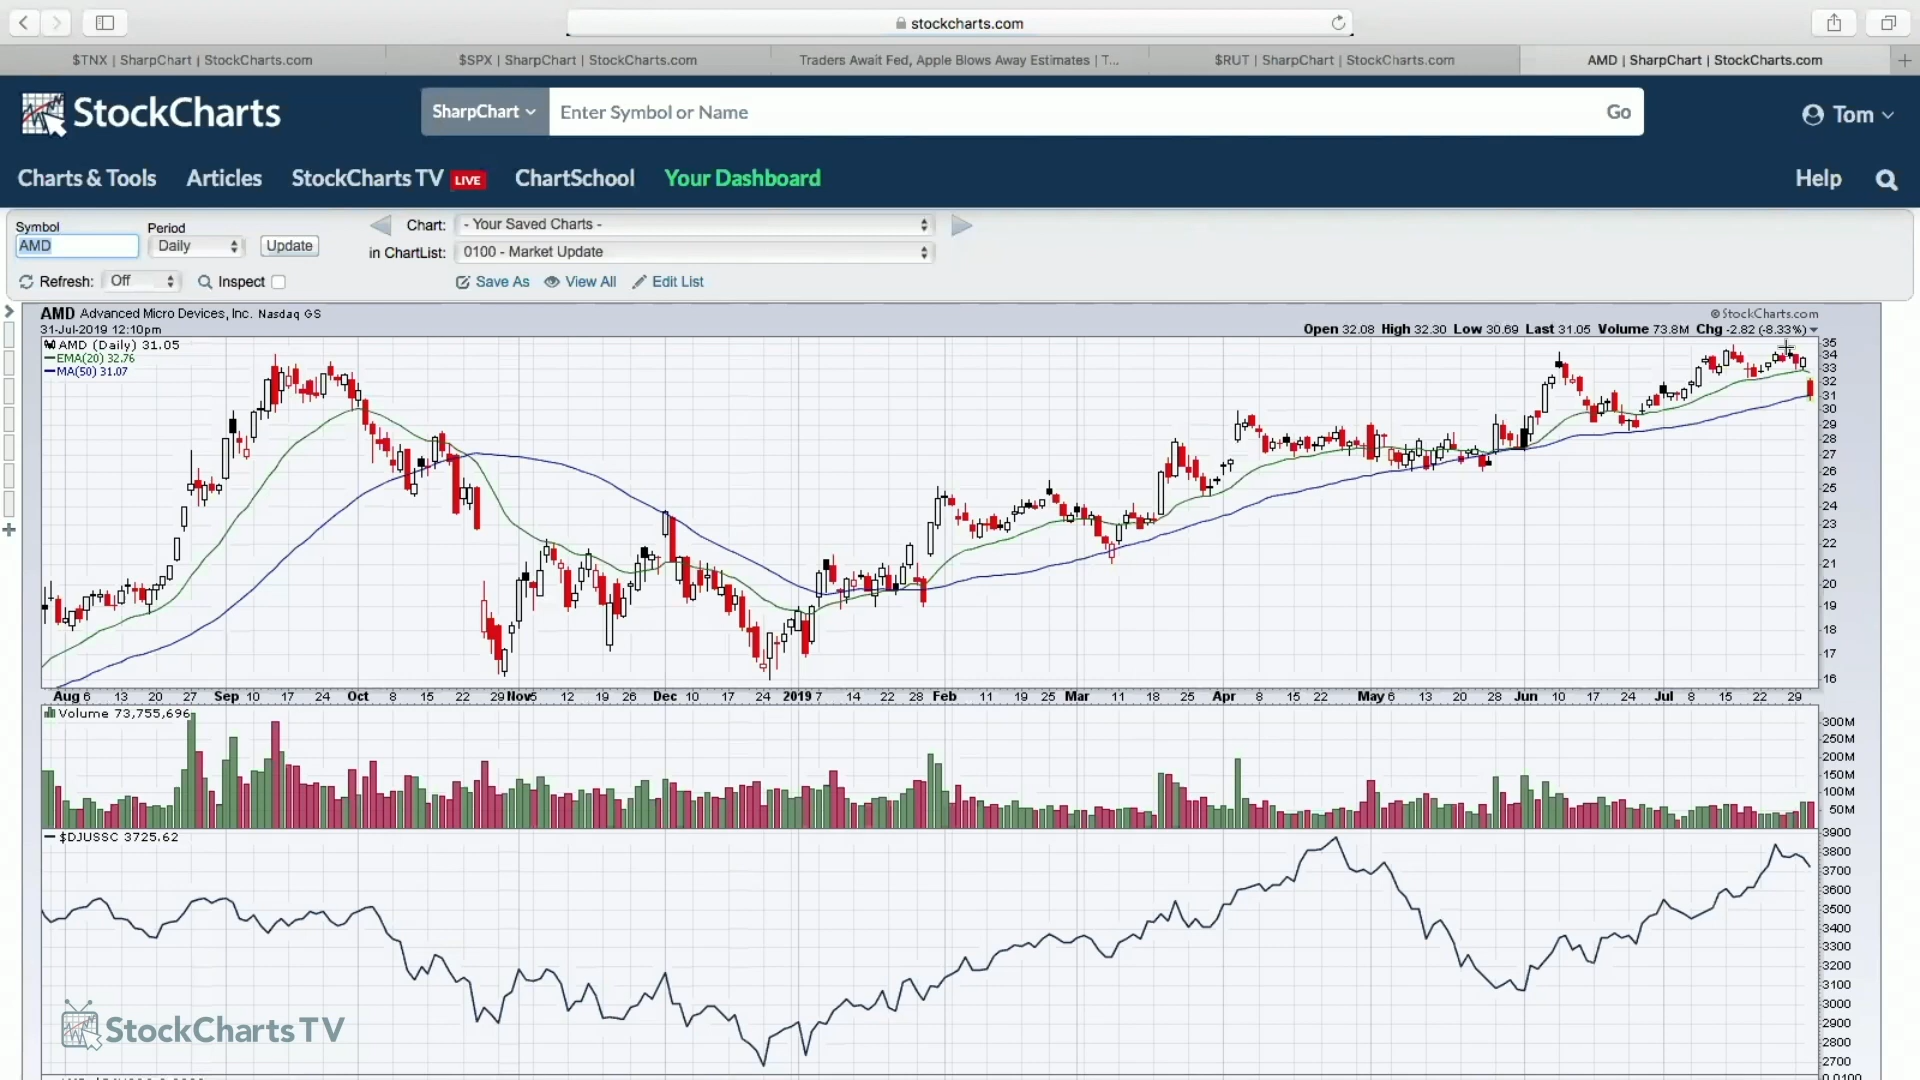 stockcharts.com
$TNX | SharpChart | StockCharts.com
$SPX | SharpChart | StockCharts.com
Traders Await Fed, Apple Blows Away Estimates | T...
$RUT | SharpChart | StockCharts.com
AMD | SharpChart | StockCharts.com
StockCharts
SharpChart
Enter Symbol or Name
Go
Tom
Charts & Tools
Articles
StockCharts TV LIVE
ChartSchool
Your Dashboard
Help
Symbol
Period
AMD
Daily
Update
Chart: - Your Saved Charts -
in ChartList: 0100 - Market Update
Refresh: Off
Inspect
Save As
View All
Edit List
AMD Advanced Micro Devices, Inc. Nasdaq GS
© StockCharts.com
31-Jul-2019 12:10pm
Open 32.08 High 32.30 Low 30.69 Last 31.05 Volume 73.8M Chg -2.82 (-8.33%)
AMD (Daily) 31.05
EMA(20) 32.76
MA(50) 31.07
35
34
33
32
31
30
29
28
27
26
25
24
23
22
21
20
19
18
17
16
Aug 6 13 20 27 Sep 10 17 24 Oct 8 15 22 29 Nov 5 12 19 26 Dec 10 17 24 2019 7 14 22 28 Feb 11 19 25 Mar 11 18 25 Apr 8 15 22 May 6 13 20 28 Jun 10 17 24 Jul 8 15 22 29
Volume 73,755,696
300M
250M
200M
150M
100M
50M
$DJUSSC 3725.62
3900
3800
3700
3600
3500
3400
3300
3200
3100
3000
2900
2800
2700
StockCharts TV